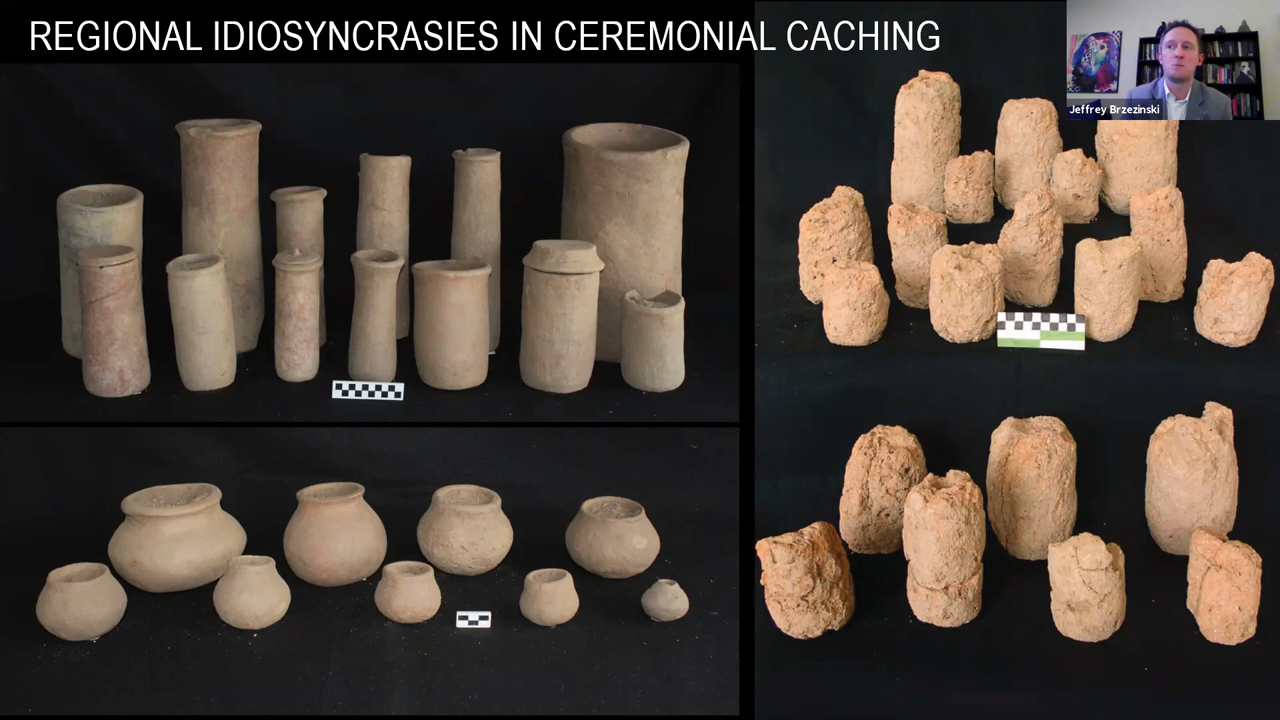 REGIONAL IDIOSYNCRASIES IN CEREMONIAL CACHING
Jeffrey Brzezinski